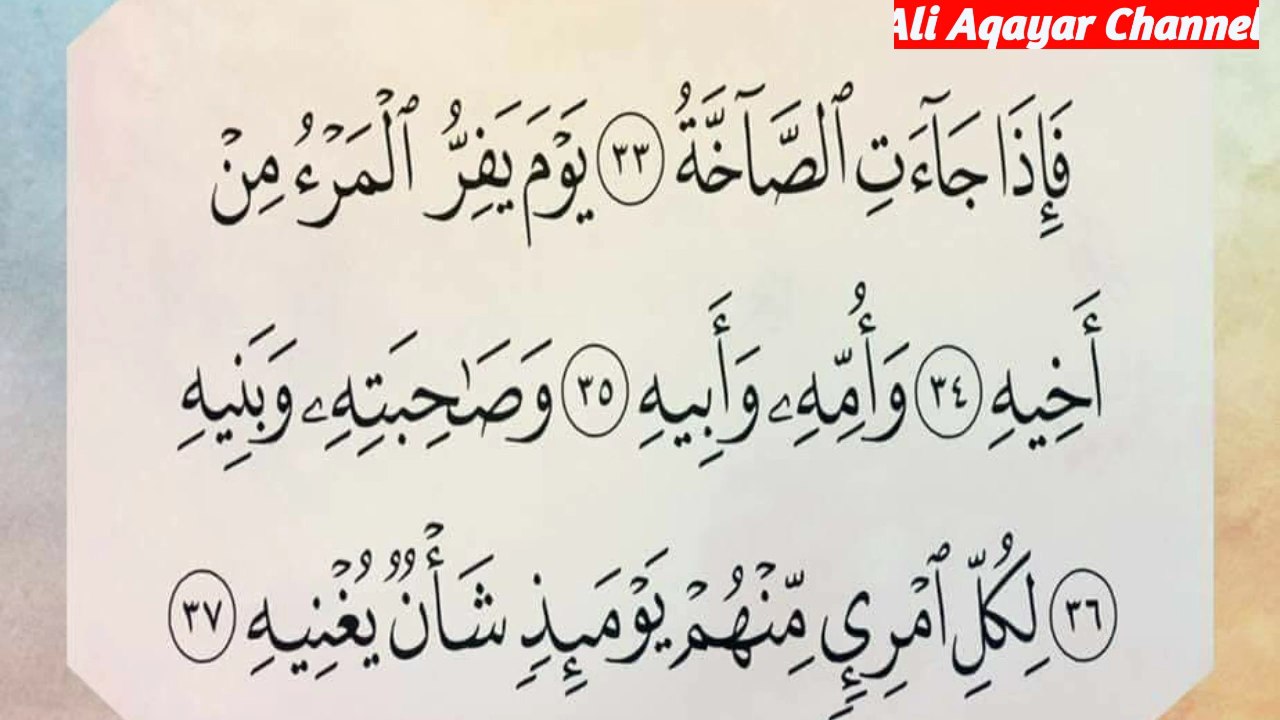 Ali Aqayar Channel
فَإِذَا جَآءَتِ ٱلصَّآخَّةُ ٣٣ يَوْمَ يَفِرُّ ٱلْمَرْءُ مِنْ
أَخِيهِ ٣٤ وَأُمِّهِۦ وَأَبِيهِ ٣٥ وَصَـٰحِبَتِهِۦ وَبَنِيهِ
٣٦ لِكُلِّ ٱمْرِئٍ مِّنْهُمْ يَوْمَئِذٍ شَأْنٌ يُغْنِيهِ ٣٧